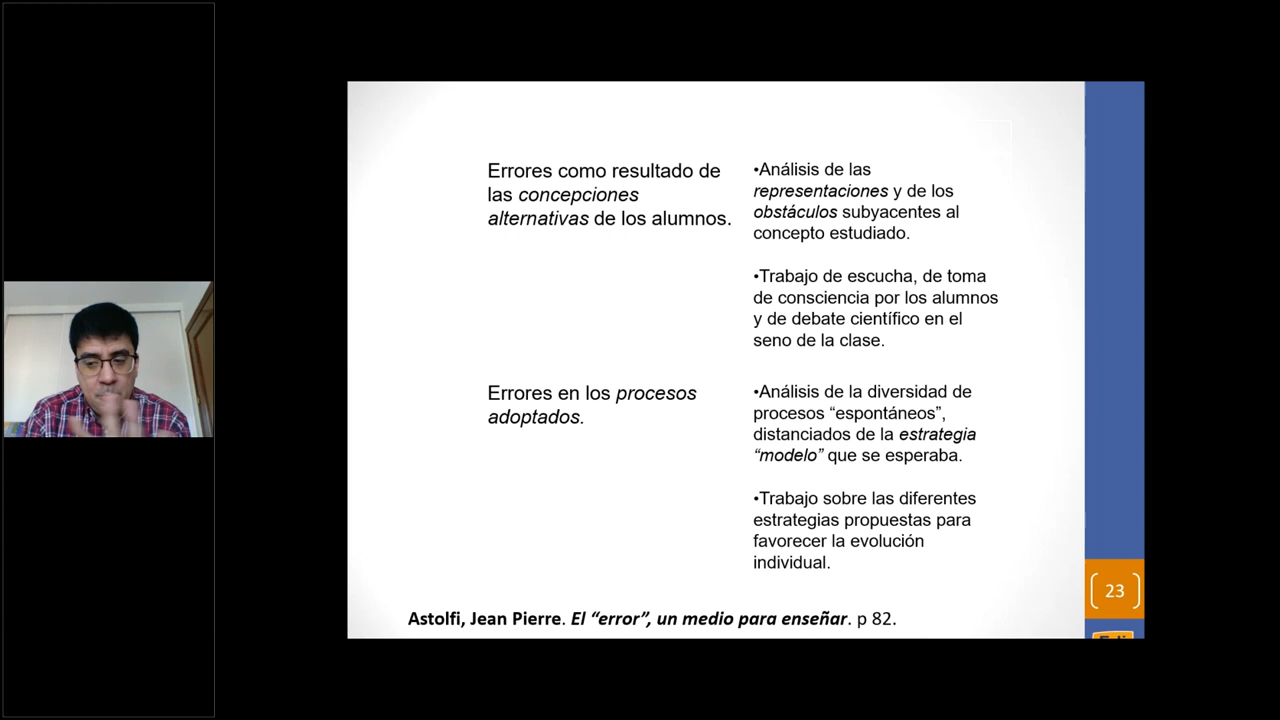 Errores como resultado de
las concepciones
alternativas de los alumnos.
•Análisis de las
representaciones y de los
obstáculos subyacentes al
concepto estudiado.
•Trabajo de escucha, de toma
de consciencia por los alumnos
y de debate científico en el
seno de la clase.
Errores en los procesos
adoptados.
•Análisis de la diversidad de
procesos “espontáneos”,
distanciados de la estrategia
“modelo” que se esperaba.
•Trabajo sobre las diferentes
estrategias propuestas para
favorecer la evolución
individual.
Astolfi, Jean Pierre. El “error”, un medio para enseñar. p 82.
23